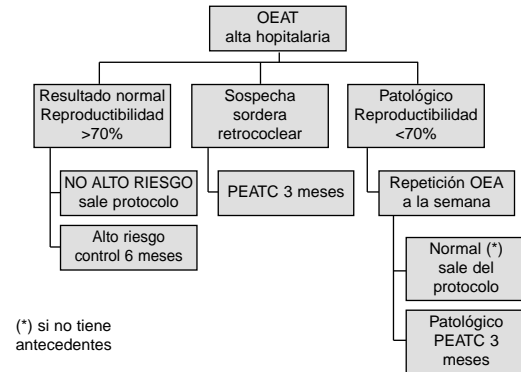 OEAT
alta hopitalaria
Resultado normal
Reproductibilidad
>70%
Sospecha
sordera
retrococlear
Patológico
Reproductibilidad
<70%
NO ALTO RIESGO
sale protocolo
PEATC 3 meses
Repetición OEA
a la semana
Alto riesgo
control 6 meses
Normal (*)
sale del
protocolo
Patológico
PEATC 3
meses
(*) si no tiene
antecedentes